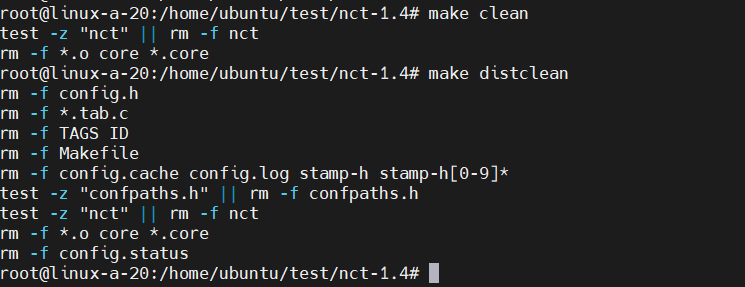 root@linux-a-20:/home/ubuntu/test/nct-1.4# make clean
test -z "nct" || rm -f nct
rm -f *.o core *.core
root@linux-a-20:/home/ubuntu/test/nct-1.4# make distclean
rm -f config.h
rm -f *.tab.c
rm -f TAGS ID
rm -f Makefile
rm -f config.cache config.log stamp-h stamp-h[0-9]*
test -z "confpaths.h" || rm -f confpaths.h
test -z "nct" || rm -f nct
rm -f *.o core *.core
rm -f config.status
root@linux-a-20:/home/ubuntu/test/nct-1.4#